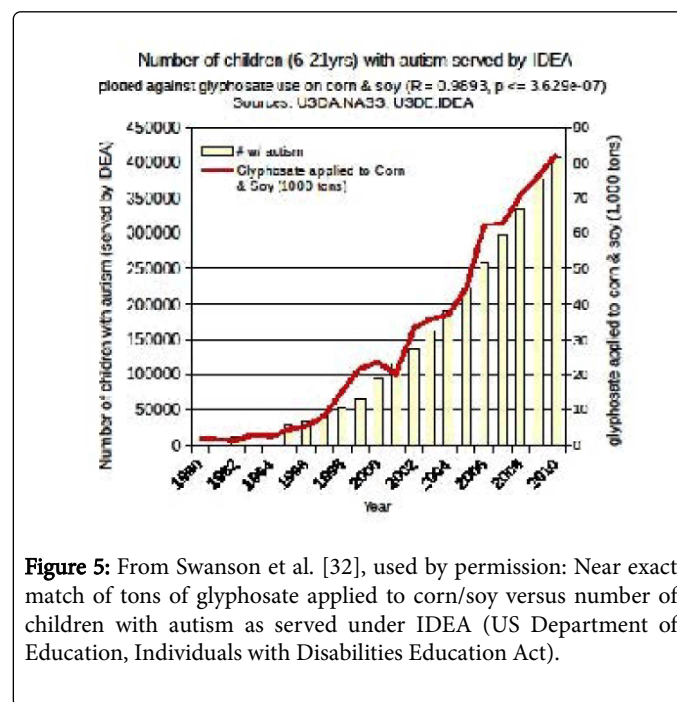 Number of children (6-21yrs) with autism served by IDEA
plotted against glyphosate use on corn & soy (R = 0.9893, p <= 3.629e-07)
Sources: USDA:NASS; USDE:IDEA
450000
400000
350000
300000
250000
200000
150000
100000
50000
0
Number of children with autism (served by IDEA)
# w/ autism
Glyphosate applied to Corn
& Soy (1000 tons)
90
80
70
60
50
40
30
20
10
0
glyphosate applied to corn & soy (1,000 tons)
1990
1992
1994
1996
1998
2000
2002
2004
2006
2008
2010
Year
Figure 5: From Swanson et al. [32], used by permission: Near exact
match of tons of glyphosate applied to corn/soy versus number of
children with autism as served under IDEA (US Department of
Education, Individuals with Disabilities Education Act).